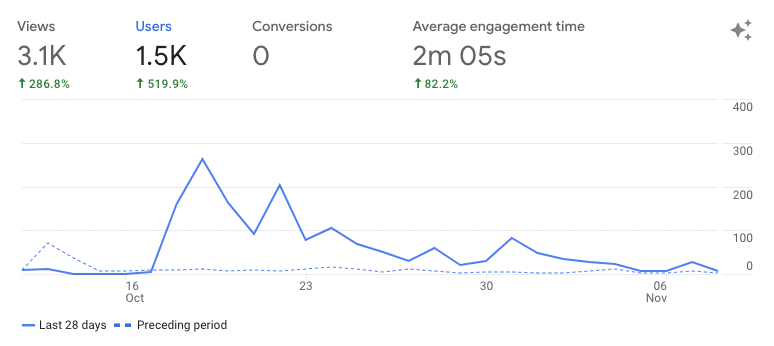 Views Users Conversions Average engagement time
3.1K 1.5K 0 2m 05s
286.8% 519.9% 82.2%
400
300
200
100
0
16 23 30 06
Oct Nov
Last 28 days Preceding period